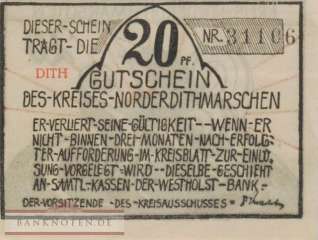 DIESER-SCHEIN
TRÄGT-DIE
NR. 31106
20 PF.
DITH
GUTSCHEIN
DES-KREISES-NORDERDITHMARSCHEN
ER-VERLIERT-SEINE-GÜLTIGKEIT--WENN-ER
NICHT-BINNEN-DREI-MONATEN-NACH-ERFOLG-
TER-AUFFORDERUNG-IM-KREISBLATT-ZUR-EINLÖ-
SUNG-VORGELEGT=WIRD--DIESELBE-GESCHIEHT
AN-SÄMTL-KASSEN-DER-WESTHOLST-BANK-
DER-VORSITZENDE-DES-KREISAUSSCHUSSES=
BANKNOTEN.DE